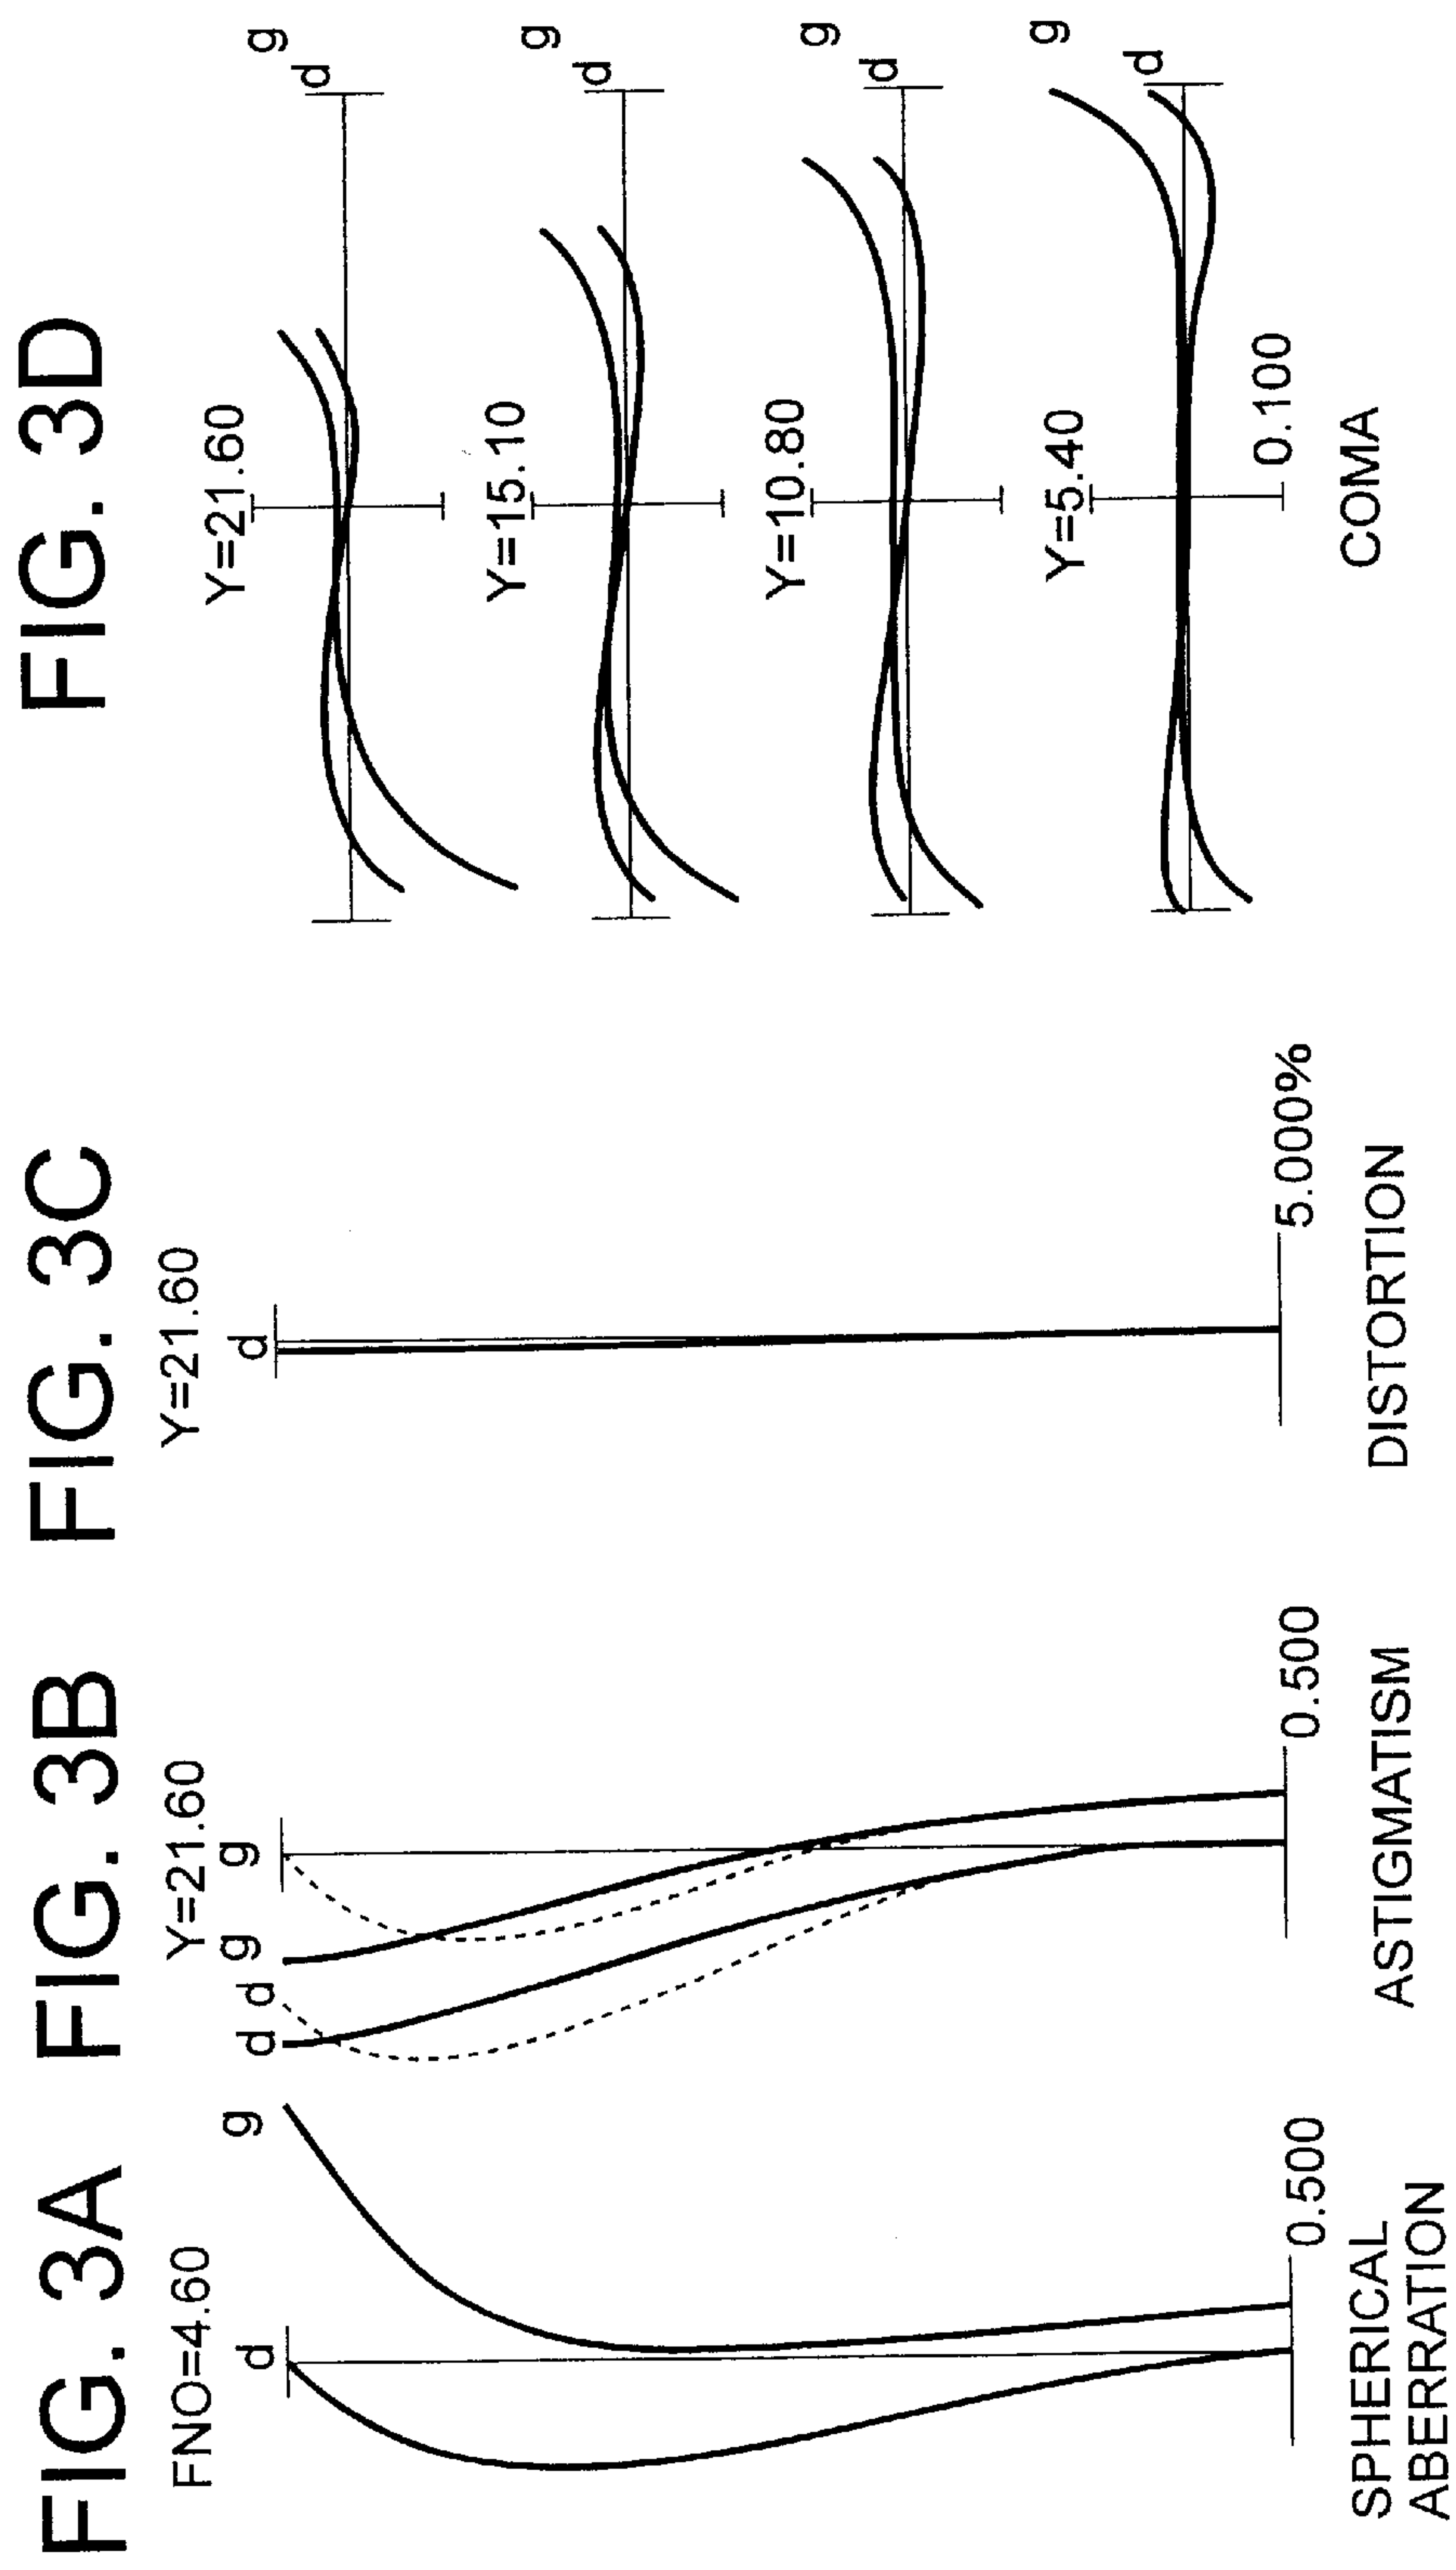 FIG. 3A
FNO=4.60
d
g
0.500
SPHERICAL
ABERRATION
FIG. 3B
Y=21.60
d
d
g
g
0.500
ASTIGMATISM
FIG. 3C
Y=21.60
d
5.000%
DISTORTION
FIG. 3D
Y=21.60
g
d
Y=15.10
g
d
Y=10.80
g
d
Y=5.40
g
d
0.100
COMA